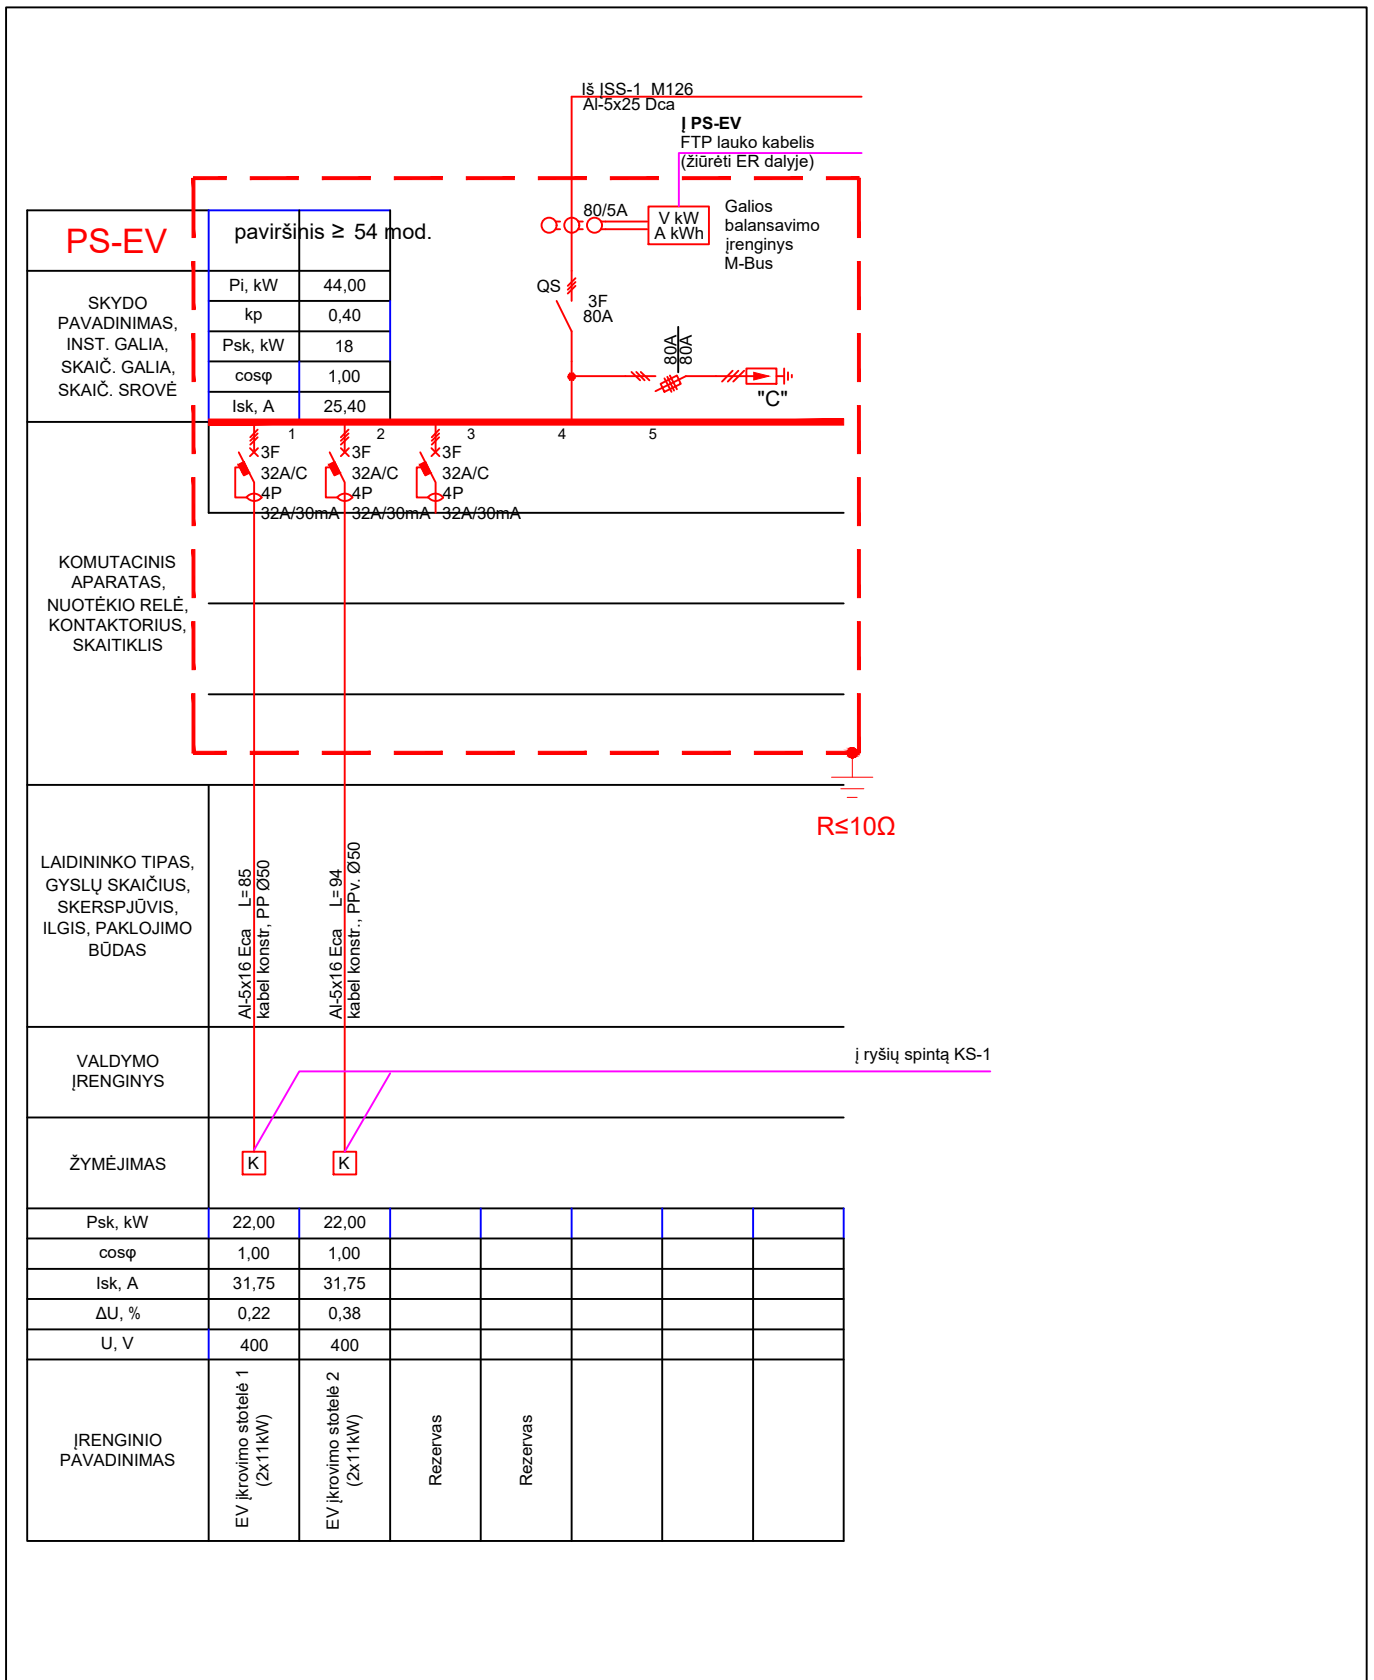 Iš ĮSS-1 M126
Al-5x25 Dca
Į PS-EV
FTP lauko kabelis
(žiūrėti ER dalyje)
80/5A
V kW
A kWh
Galios
balansavimo
įrenginys
M-Bus
PS-EV
paviršinis ≥ 54 mod.
SKYDO
PAVADINIMAS,
INST. GALIA,
SKAIČ. GALIA,
SKAIČ. SROVĖ
Pi, kW 44,00
kp 0,40
Psk, kW 18
cosφ 1,00
Isk, A 25,40
QS
3F
80A
80A
80A
"C"
1 2 3 4 5
3F
32A/C
4P
32A/30mA
3F
32A/C
4P
32A/30mA
3F
32A/C
4P
32A/30mA
KOMUTACINIS
APARATAS,
NUOTĖKIO RELĖ,
KONTAKTORIUS,
SKAITIKLIS
R≤10Ω
LAIDININKO TIPAS,
GYSLŲ SKAIČIUS,
SKERSPJŪVIS,
ILGIS, PAKLOJIMO
BŪDAS
Al-5x16 Eca L= 85
kabel konstr, PP Ø50
Al-5x16 Eca L= 94
kabel konstr., PPv. Ø50
VALDYMO
ĮRENGINYS
į ryšių spintą KS-1
ŽYMĖJIMAS
K K
Psk, kW 22,00 22,00
cosφ 1,00 1,00
Isk, A 31,75 31,75
ΔU, % 0,22 0,38
U, V 400 400
ĮRENGINIO
PAVADINIMAS
EV įkrovimo stotelė 1
(2x11kW)
EV įkrovimo stotelė 2
(2x11kW)
Rezervas
Rezervas